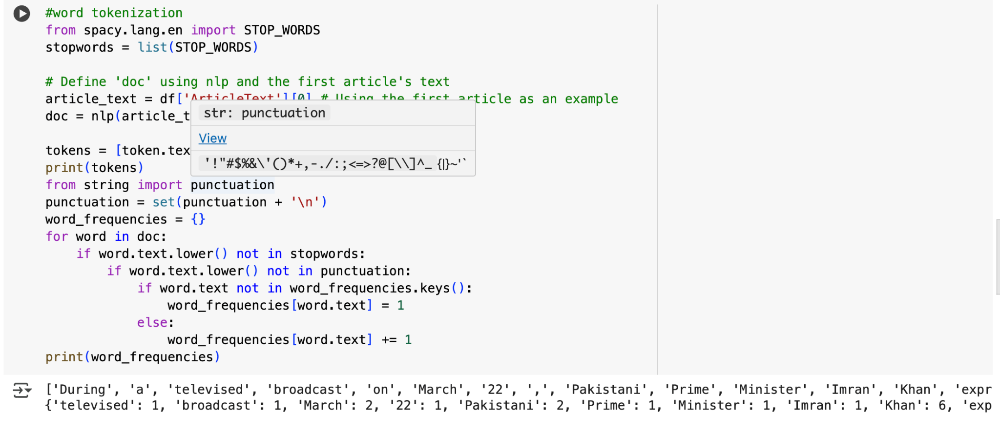 #word tokenization
from spacy.lang.en import STOP_WORDS
stopwords = list(STOP_WORDS)
# Define 'doc' using nlp and the first article's text
article_text = df['ArticleText'][0] # Using the first article as an example
doc = nlp(article_t
str: punctuation
View
'!"#$%&\'()*+,-./:;<=>?@[\\]^_{|}~'`
tokens = [token.tex
print(tokens)
from string import punctuation
punctuation = set(punctuation + '\n')
word_frequencies = {}
for word in doc:
    if word.text.lower() not in stopwords:
        if word.text.lower() not in punctuation:
            if word.text not in word_frequencies.keys():
                word_frequencies[word.text] = 1
            else:
                word_frequencies[word.text] += 1
print(word_frequencies)
['During', 'a', 'televised', 'broadcast', 'on', 'March', '22', ',', 'Pakistani', 'Prime', 'Minister', 'Imran', 'Khan', 'expr
{'televised': 1, 'broadcast': 1, 'March': 2, '22': 1, 'Pakistani': 2, 'Prime': 1, 'Minister': 1, 'Imran': 1, 'Khan': 6, 'exp